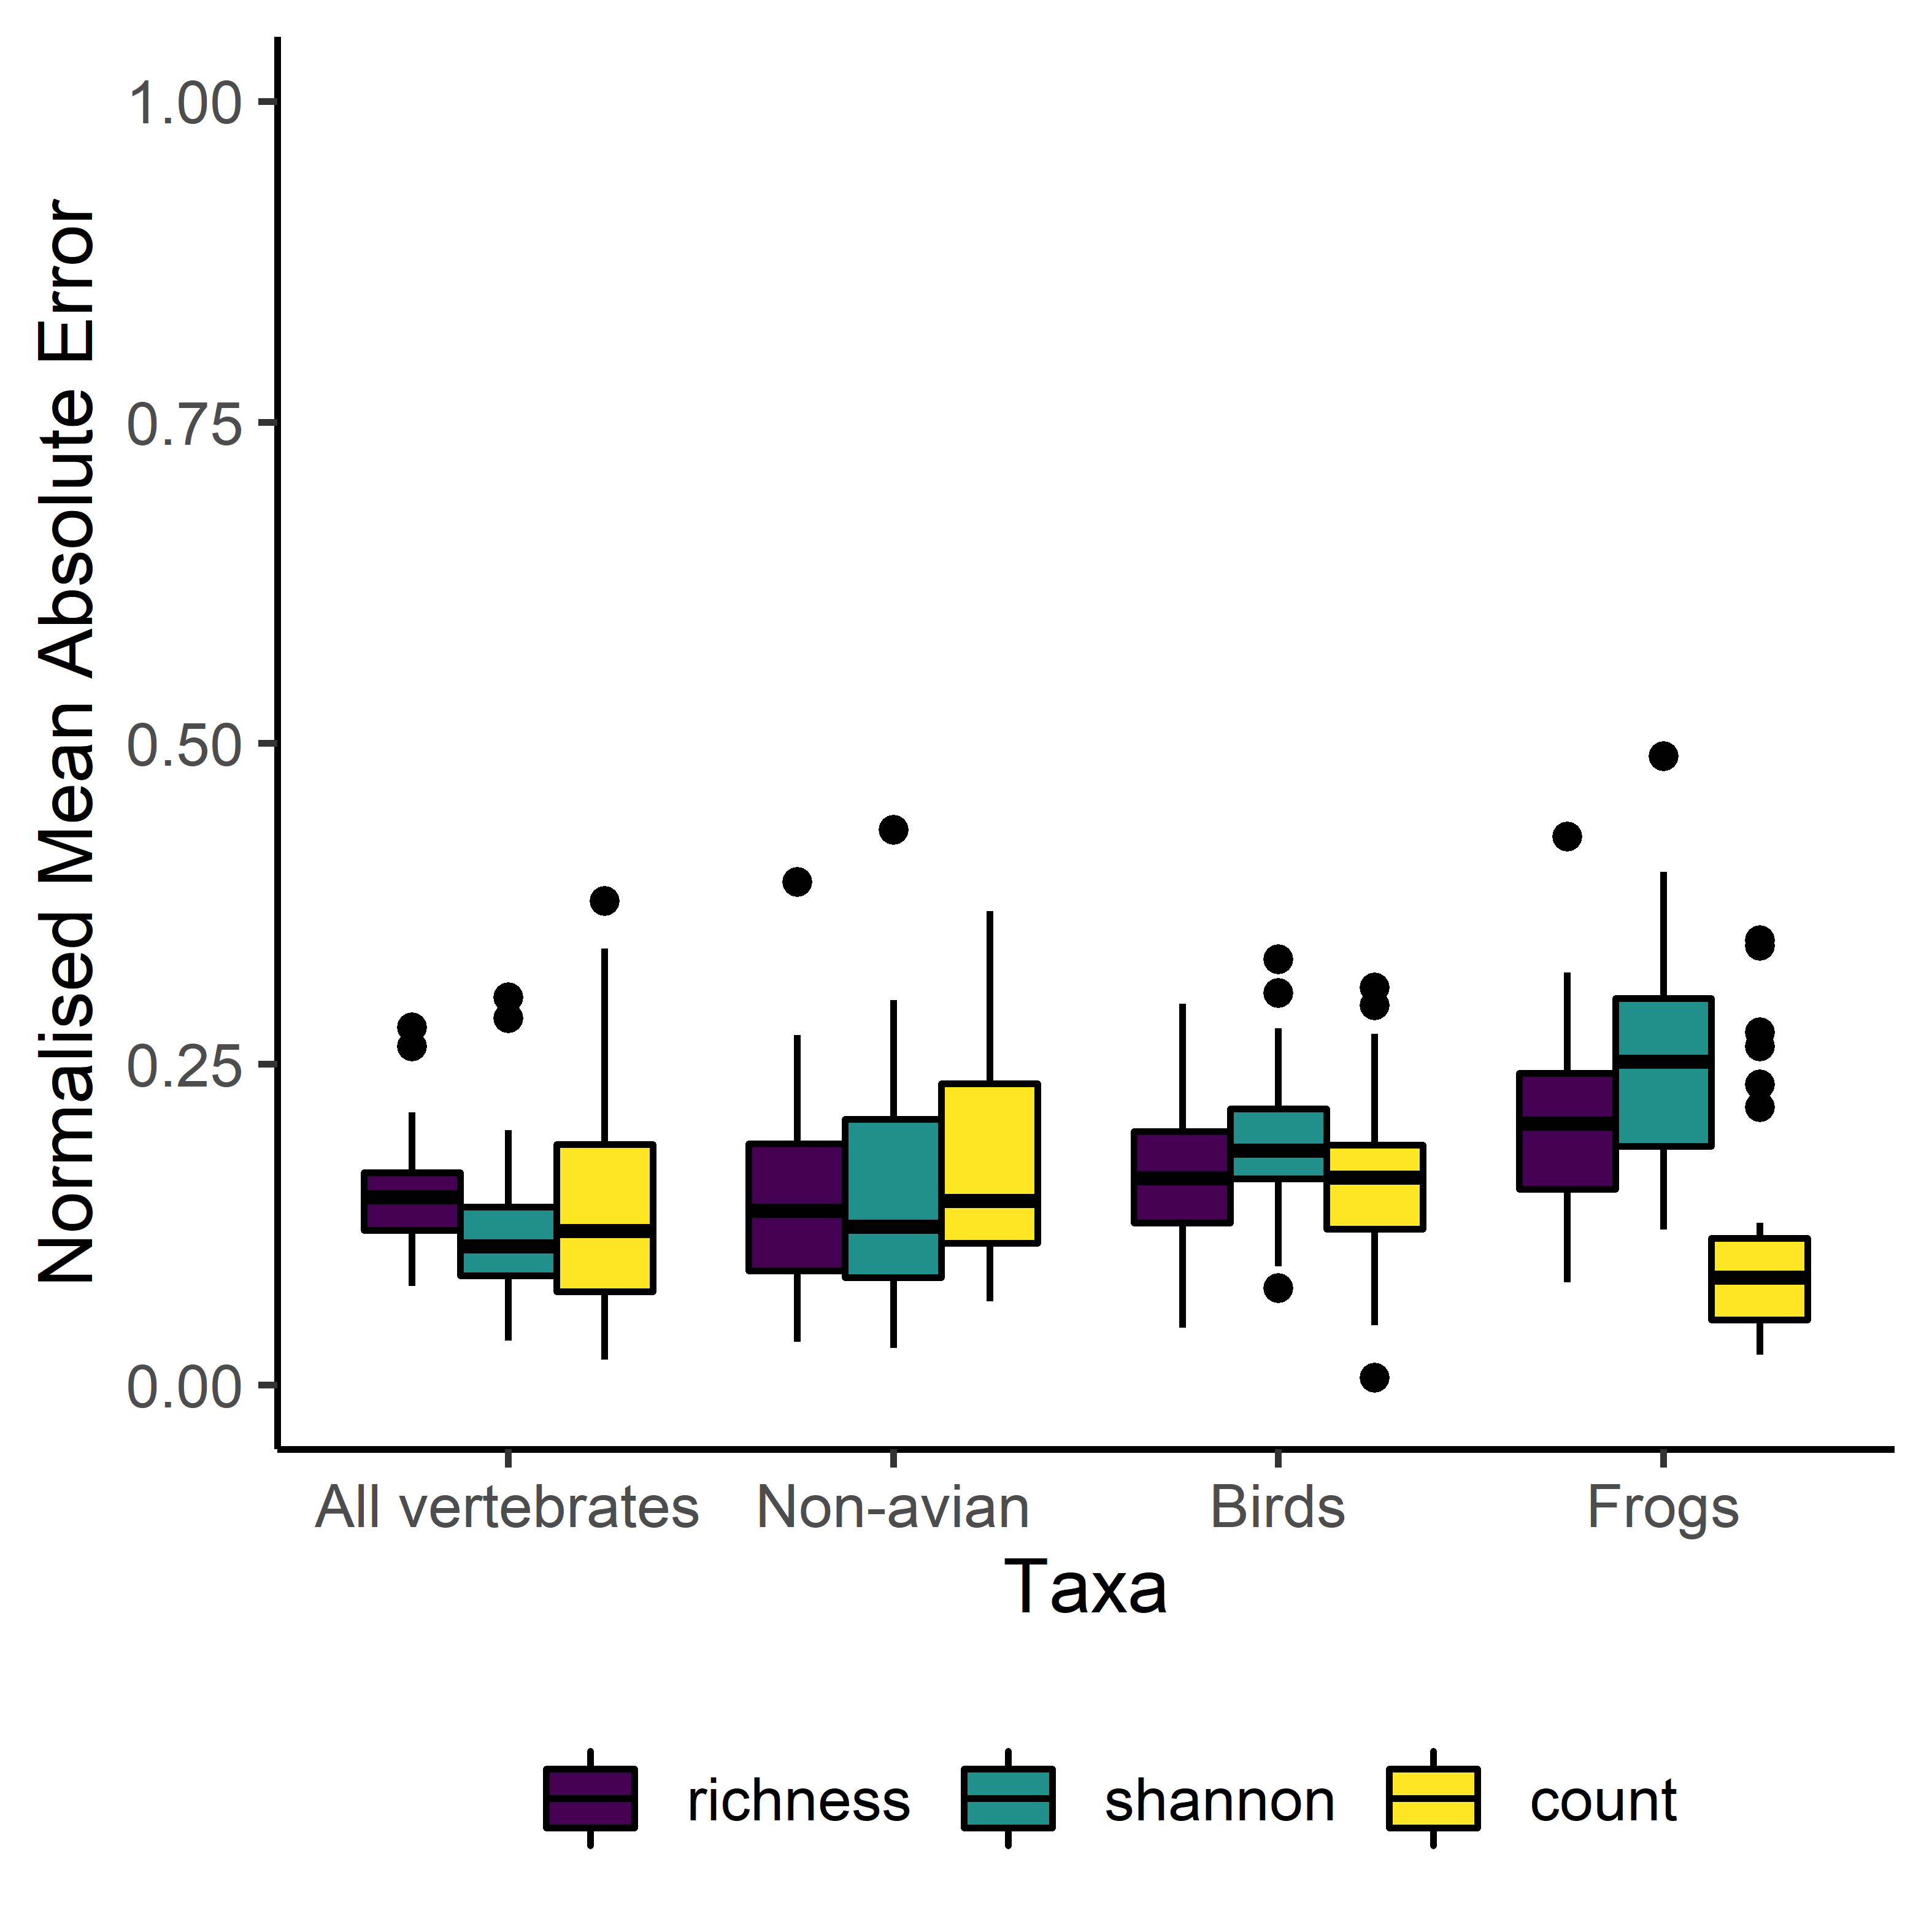 Normalised Mean Absolute Error
1.00
0.75
0.50
0.25
0.00
All vertebrates Non-avian Birds Frogs
Taxa
richness shannon count